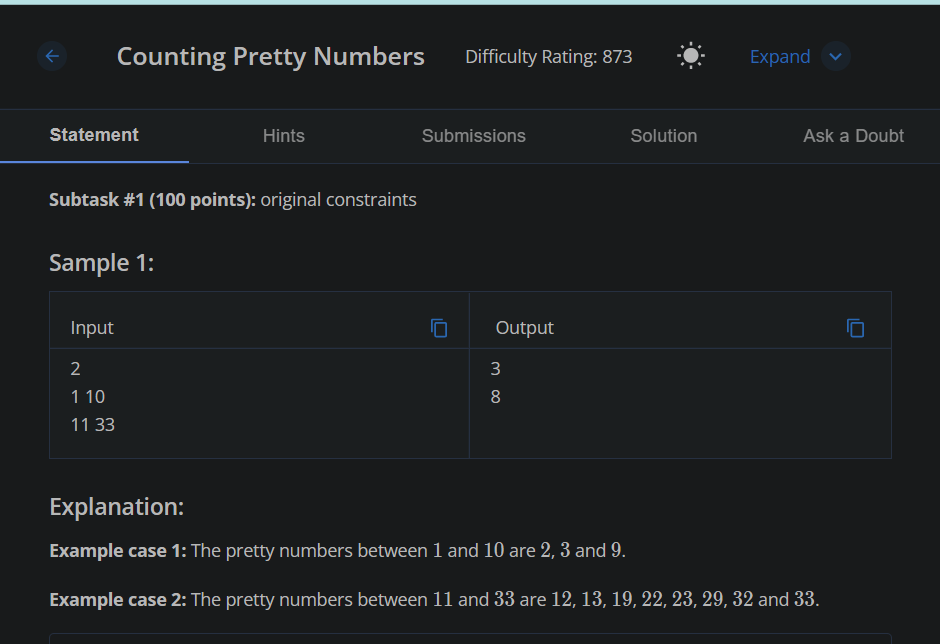 Counting Pretty Numbers Difficulty Rating: 873 Expand
Statement Hints Submissions Solution Ask a Doubt
Subtask #1 (100 points): original constraints
Sample 1:
Input Output
2 3
1 10 8
11 33
Explanation:
Example case 1: The pretty numbers between 1 and 10 are 2, 3 and 9.
Example case 2: The pretty numbers between 11 and 33 are 12, 13, 19, 22, 23, 29, 32 and 33.